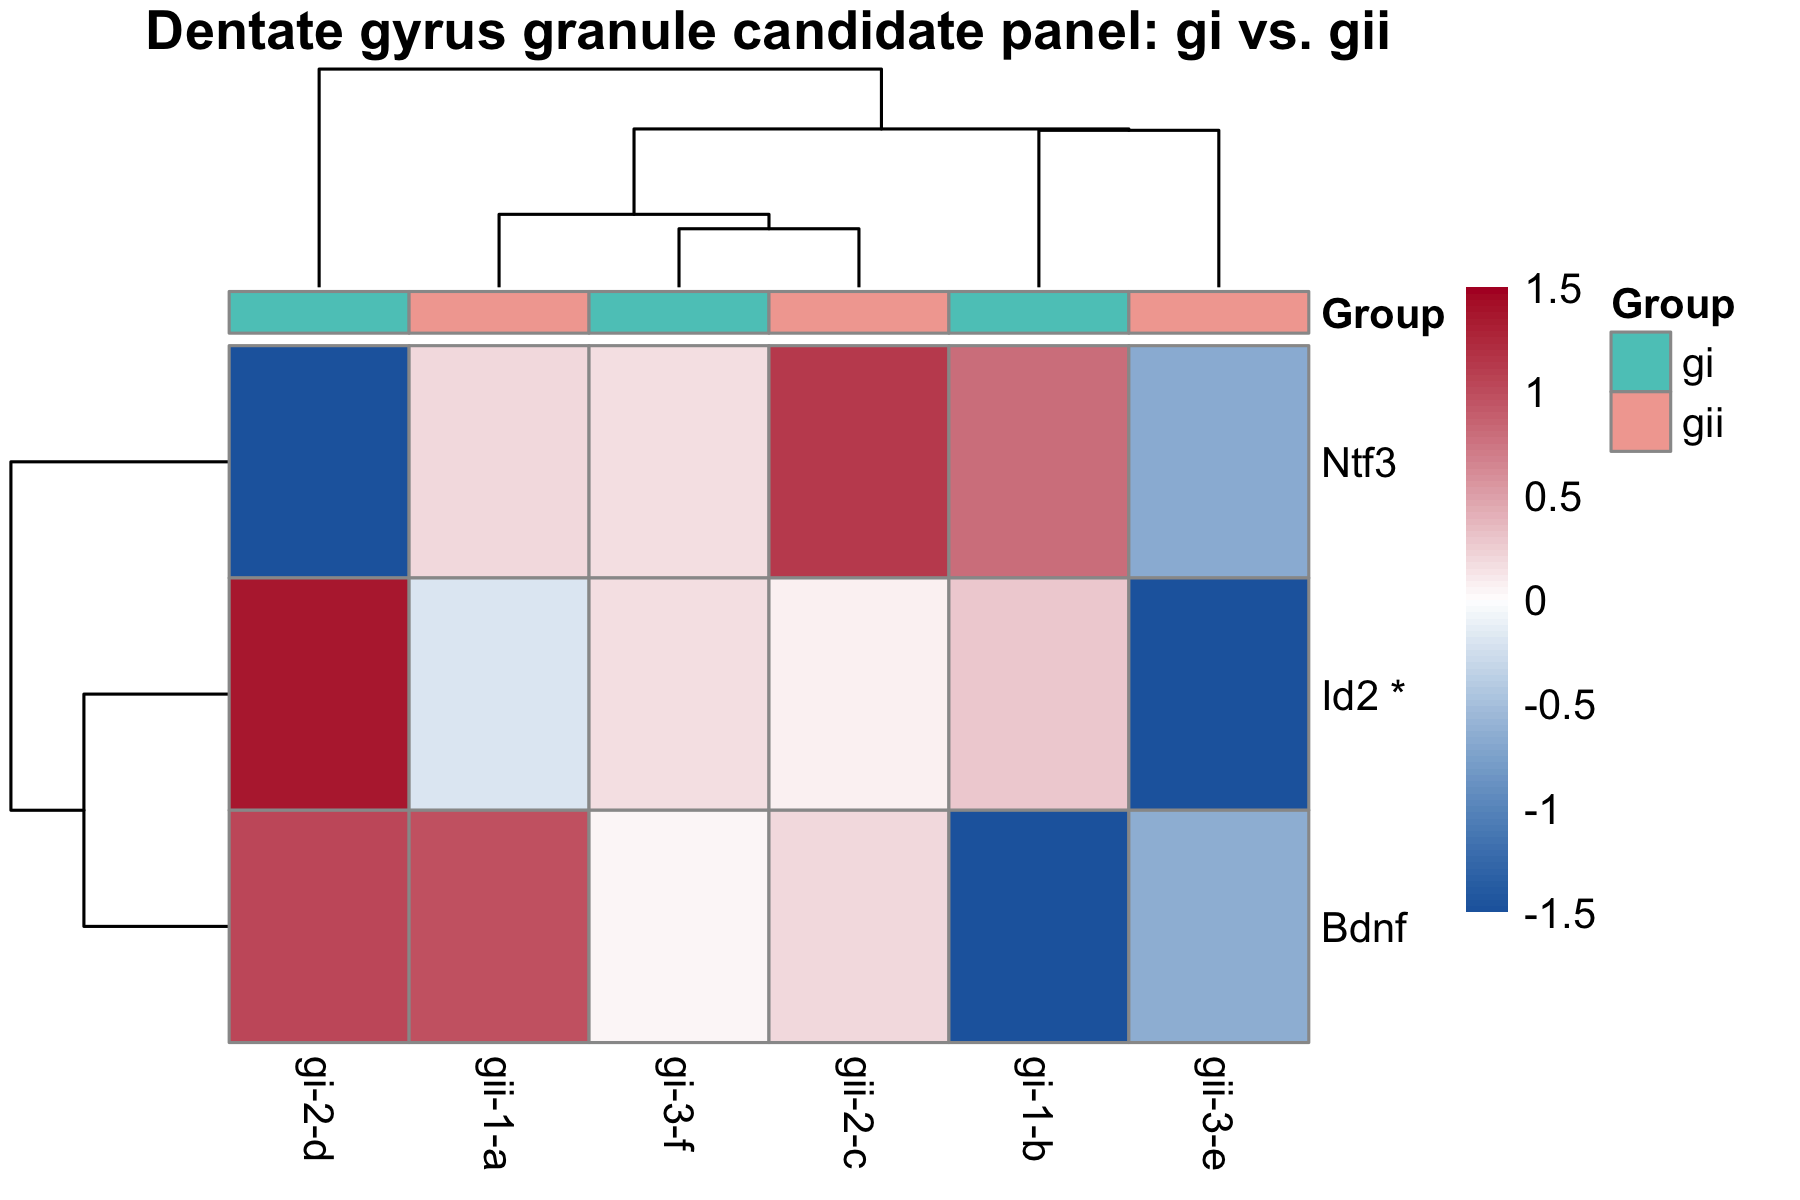 Dentate gyrus granule candidate panel: gi vs. gii
Group
Ntf3
Id2 *
Bdnf
gi-2-d
gii-1-a
gi-3-f
gii-2-c
gi-1-b
gii-3-e
1.5
1
0.5
0
-0.5
-1
-1.5
Group
gi
gii